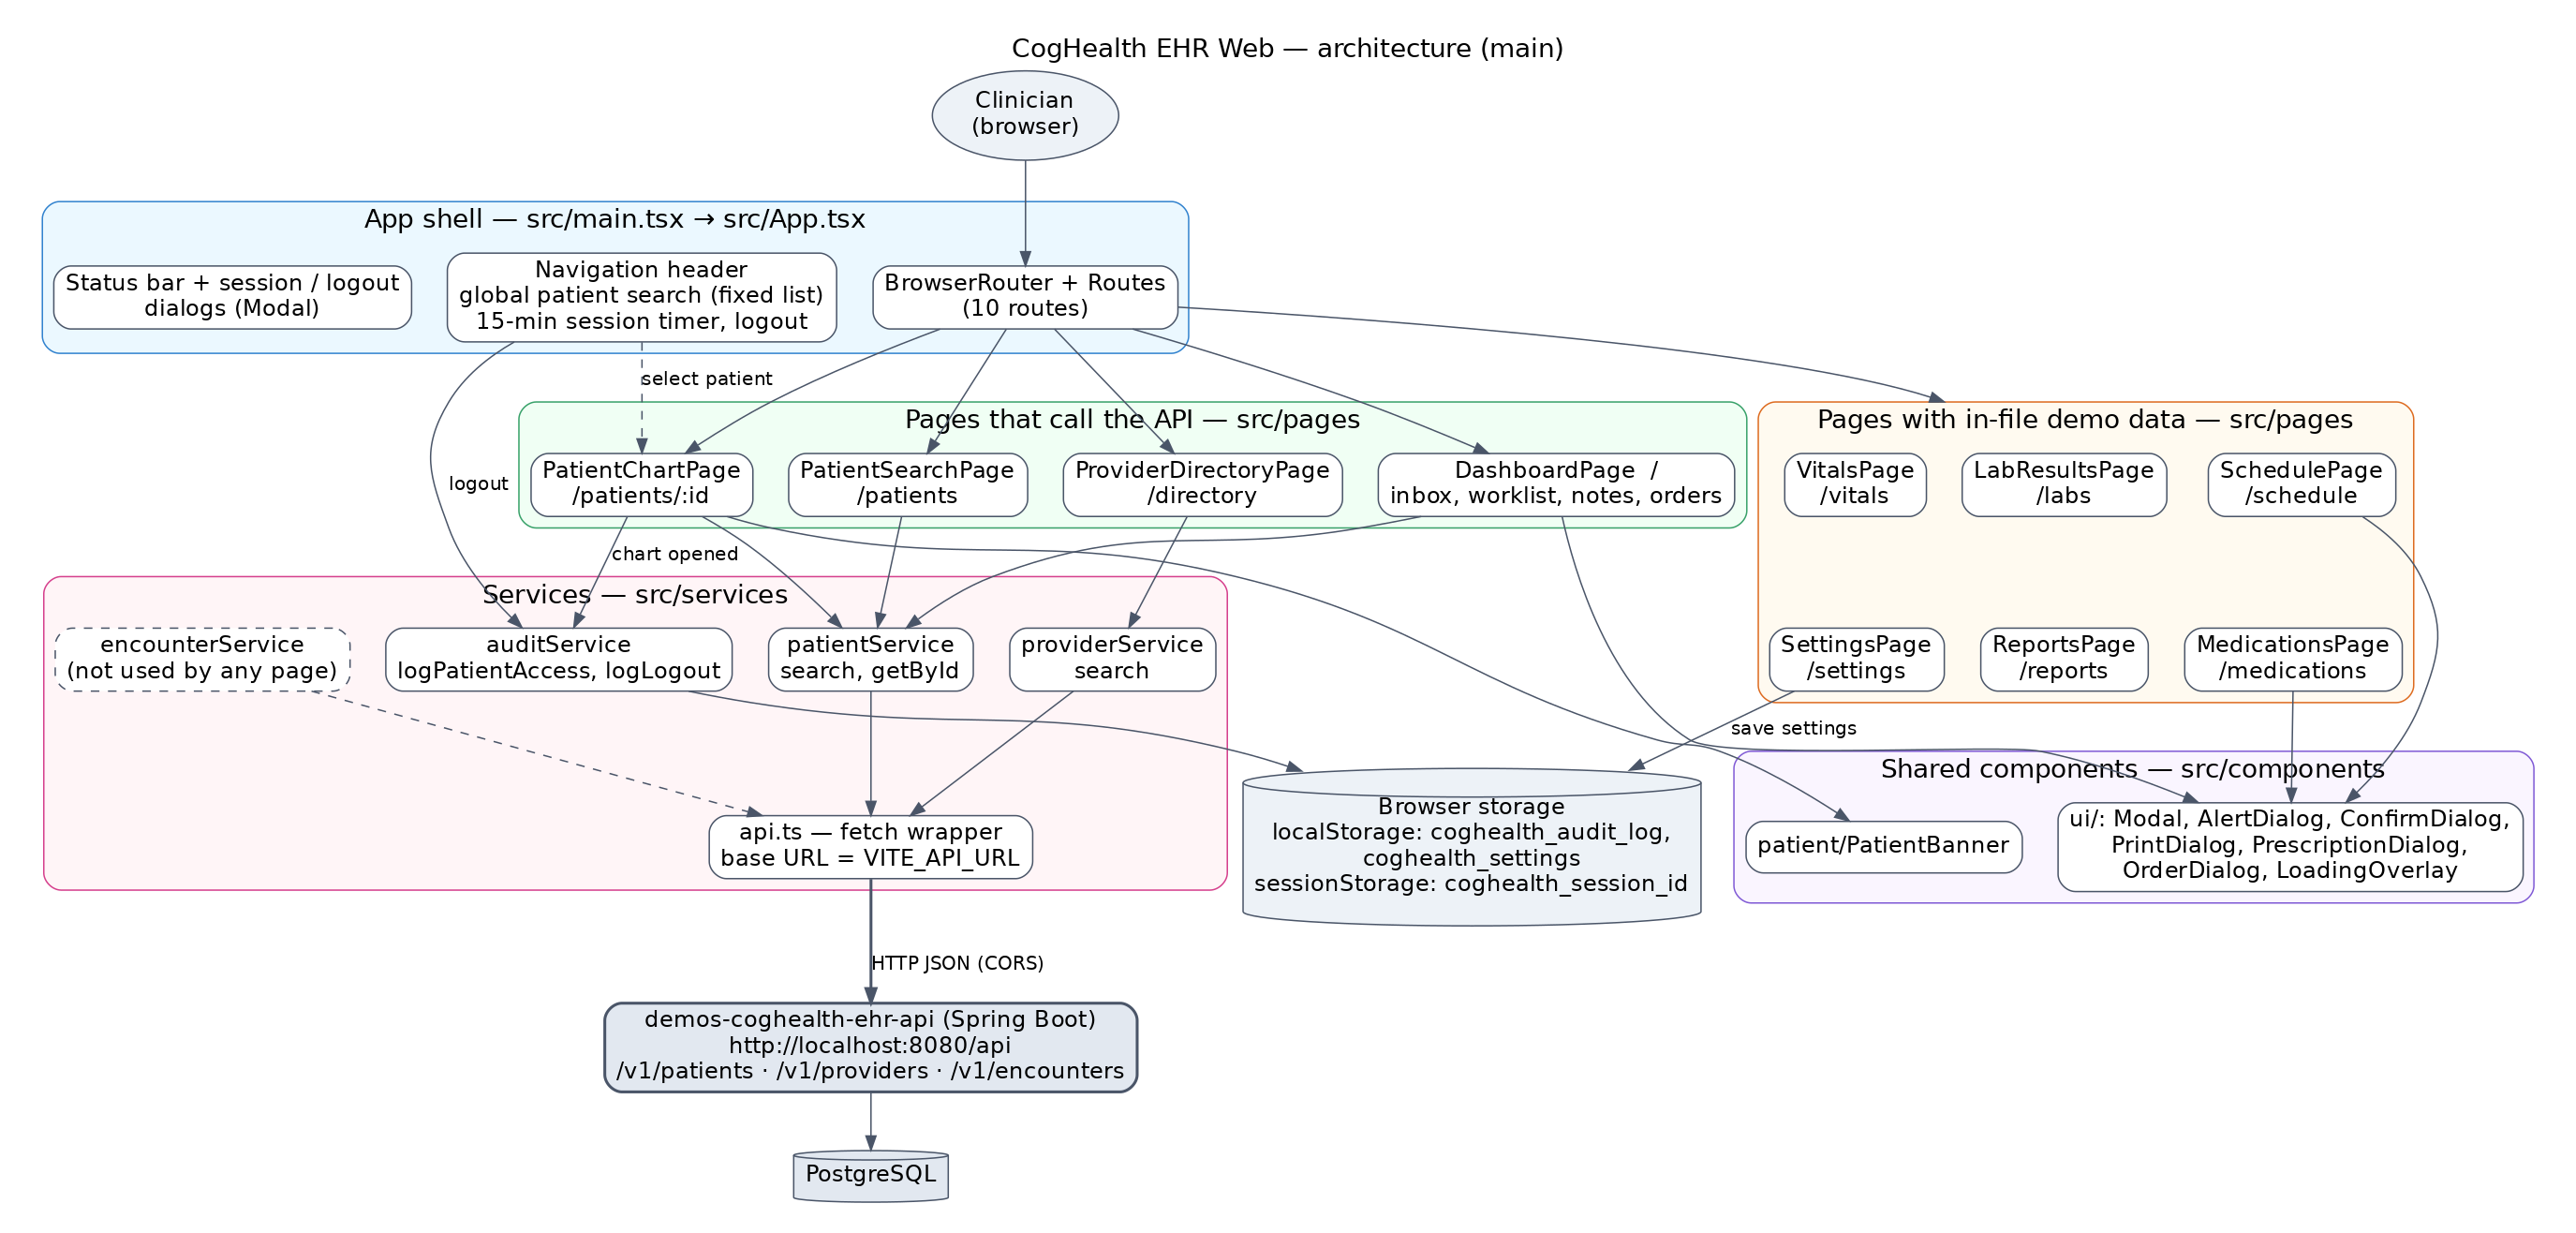 CogHealth EHR Web — architecture (main)
Clinician
(browser)
App shell — src/main.tsx → src/App.tsx
Status bar + session / logout
dialogs (Modal)
Navigation header
global patient search (fixed list)
15-min session timer, logout
BrowserRouter + Routes
(10 routes)
select patient
logout
Pages that call the API — src/pages
PatientChartPage
/patients/:id
PatientSearchPage
/patients
ProviderDirectoryPage
/directory
DashboardPage  /
inbox, worklist, notes, orders
Pages with in-file demo data — src/pages
VitalsPage
/vitals
LabResultsPage
/labs
SchedulePage
/schedule
SettingsPage
/settings
ReportsPage
/reports
MedicationsPage
/medications
chart opened
Services — src/services
encounterService
(not used by any page)
auditService
logPatientAccess, logLogout
patientService
search, getById
providerService
search
api.ts — fetch wrapper
base URL = VITE_API_URL
save settings
Browser storage
localStorage: coghealth_audit_log,
coghealth_settings
sessionStorage: coghealth_session_id
Shared components — src/components
patient/PatientBanner
ui/: Modal, AlertDialog, ConfirmDialog,
PrintDialog, PrescriptionDialog,
OrderDialog, LoadingOverlay
HTTP JSON (CORS)
demos-coghealth-ehr-api (Spring Boot)
http://localhost:8080/api
/v1/patients · /v1/providers · /v1/encounters
PostgreSQL